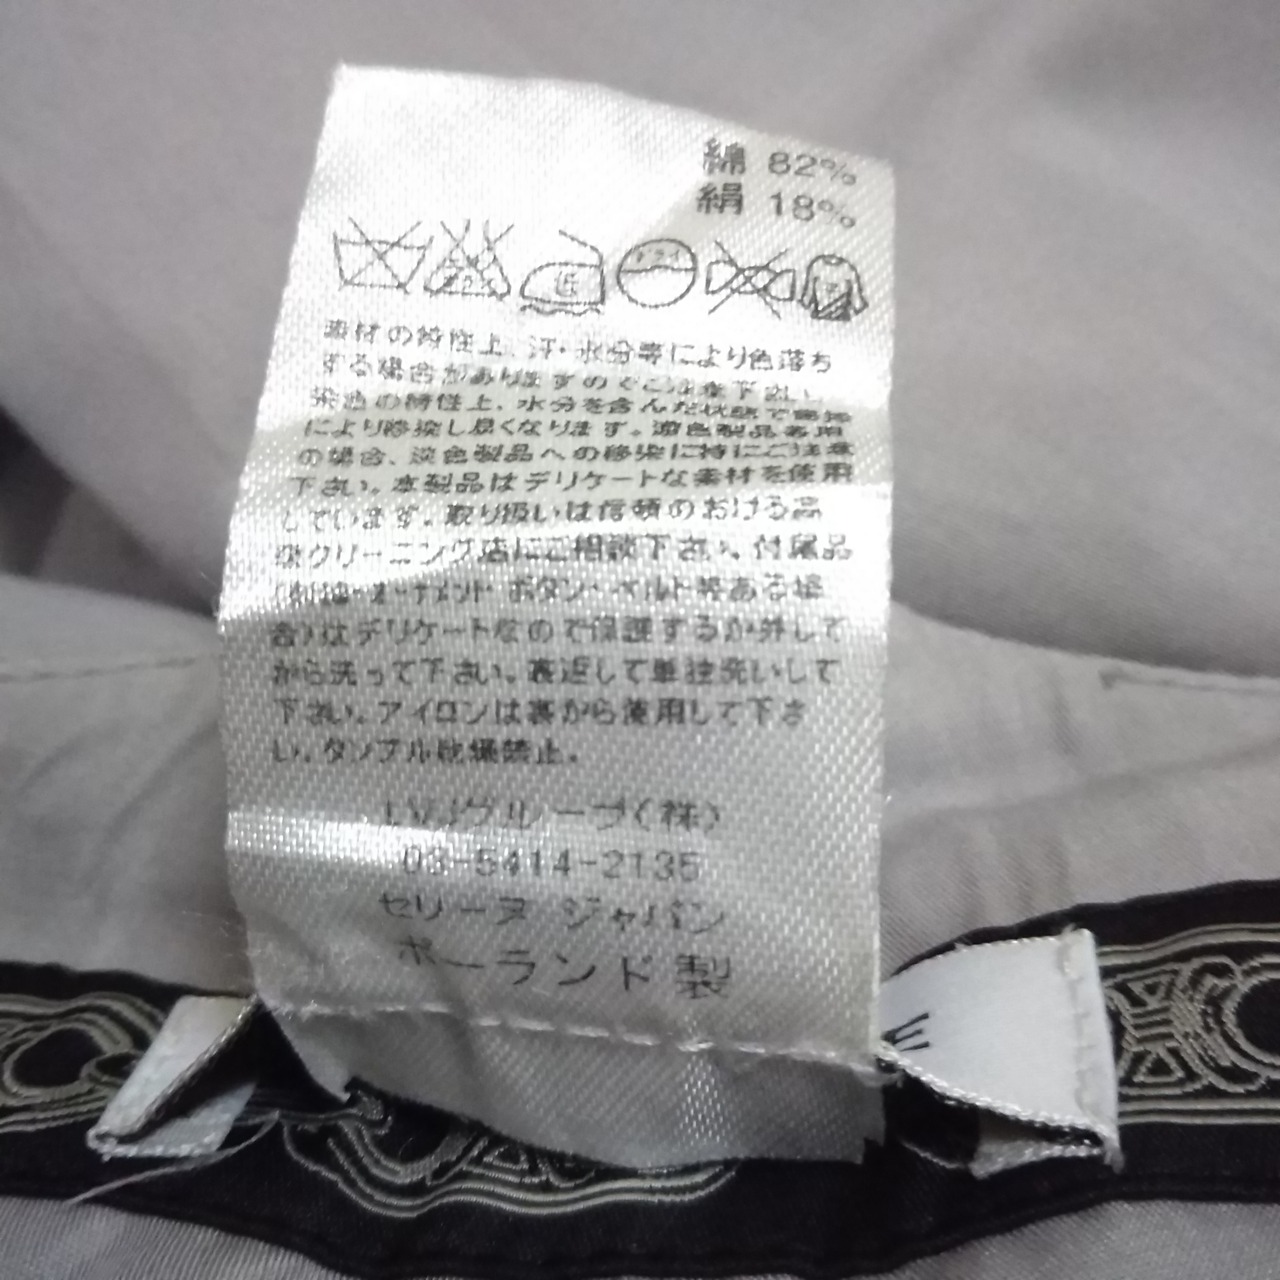 綿 82%
絹 18%
ドライ
素材の特性上、汗・水分等により色落ち
する場合がありますのでご注意下さい。
染色の特性上、水分を含んだ状態で
により移染し易くなります。濃色製品着用
の場合、淡色製品への移染に特にご注意
下さい。本製品はデリケートな素材を使用
しています。取り扱いは信頼のおける品
クリーニング店にご相談下さい。付属品
オーナメント・ボタン・ベルト等ある場
合)はデリケートなので保護するか外して
から洗って下さい。裏返して単独洗いして
下さい。アイロンは裏から使用して下さ
い。タンブル乾燥禁止。
LVJグループ(株)
03-5414-2135
セリーヌ ジャパン
ポーランド製
E